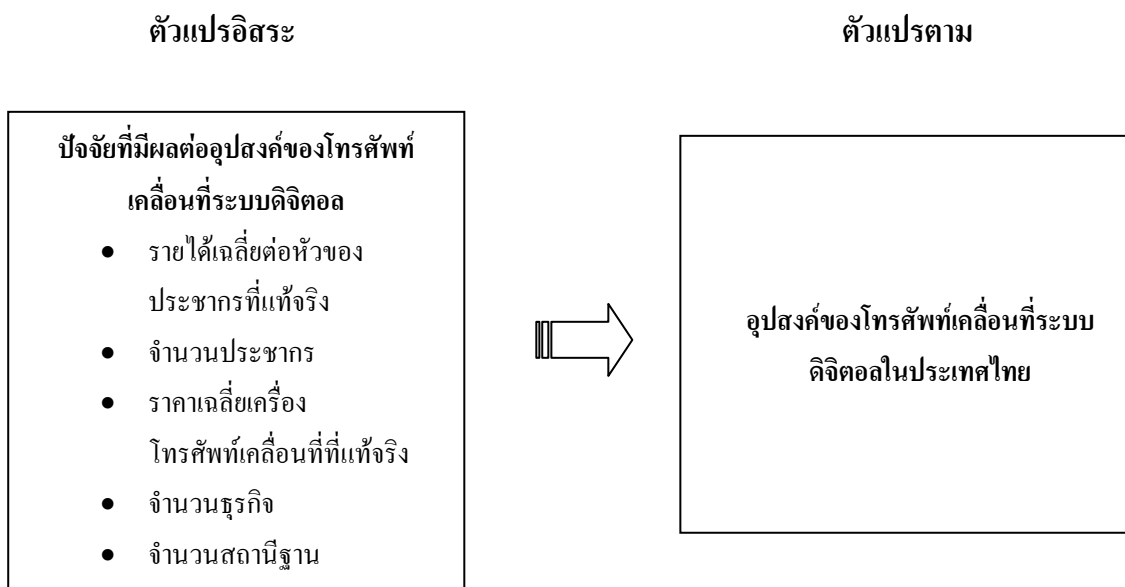 ตัวแปรอิสระ
ตัวแปรตาม
ปัจจัยที่มีผลต่ออุปสงค์ของโทรศัพท์
เคลื่อนที่ระบบดิจิตอล
• รายได้เฉลี่ยต่อหัวของ
ประชากรที่แท้จริง
• จำนวนประชากร
• ราคาเฉลี่ยเครื่อง
โทรศัพท์เคลื่อนที่ที่แท้จริง
• จำนวนธุรกิจ
• จำนวนสถานีฐาน
อุปสงค์ของโทรศัพท์เคลื่อนที่ระบบ
ดิจิตอลในประเทศไทย